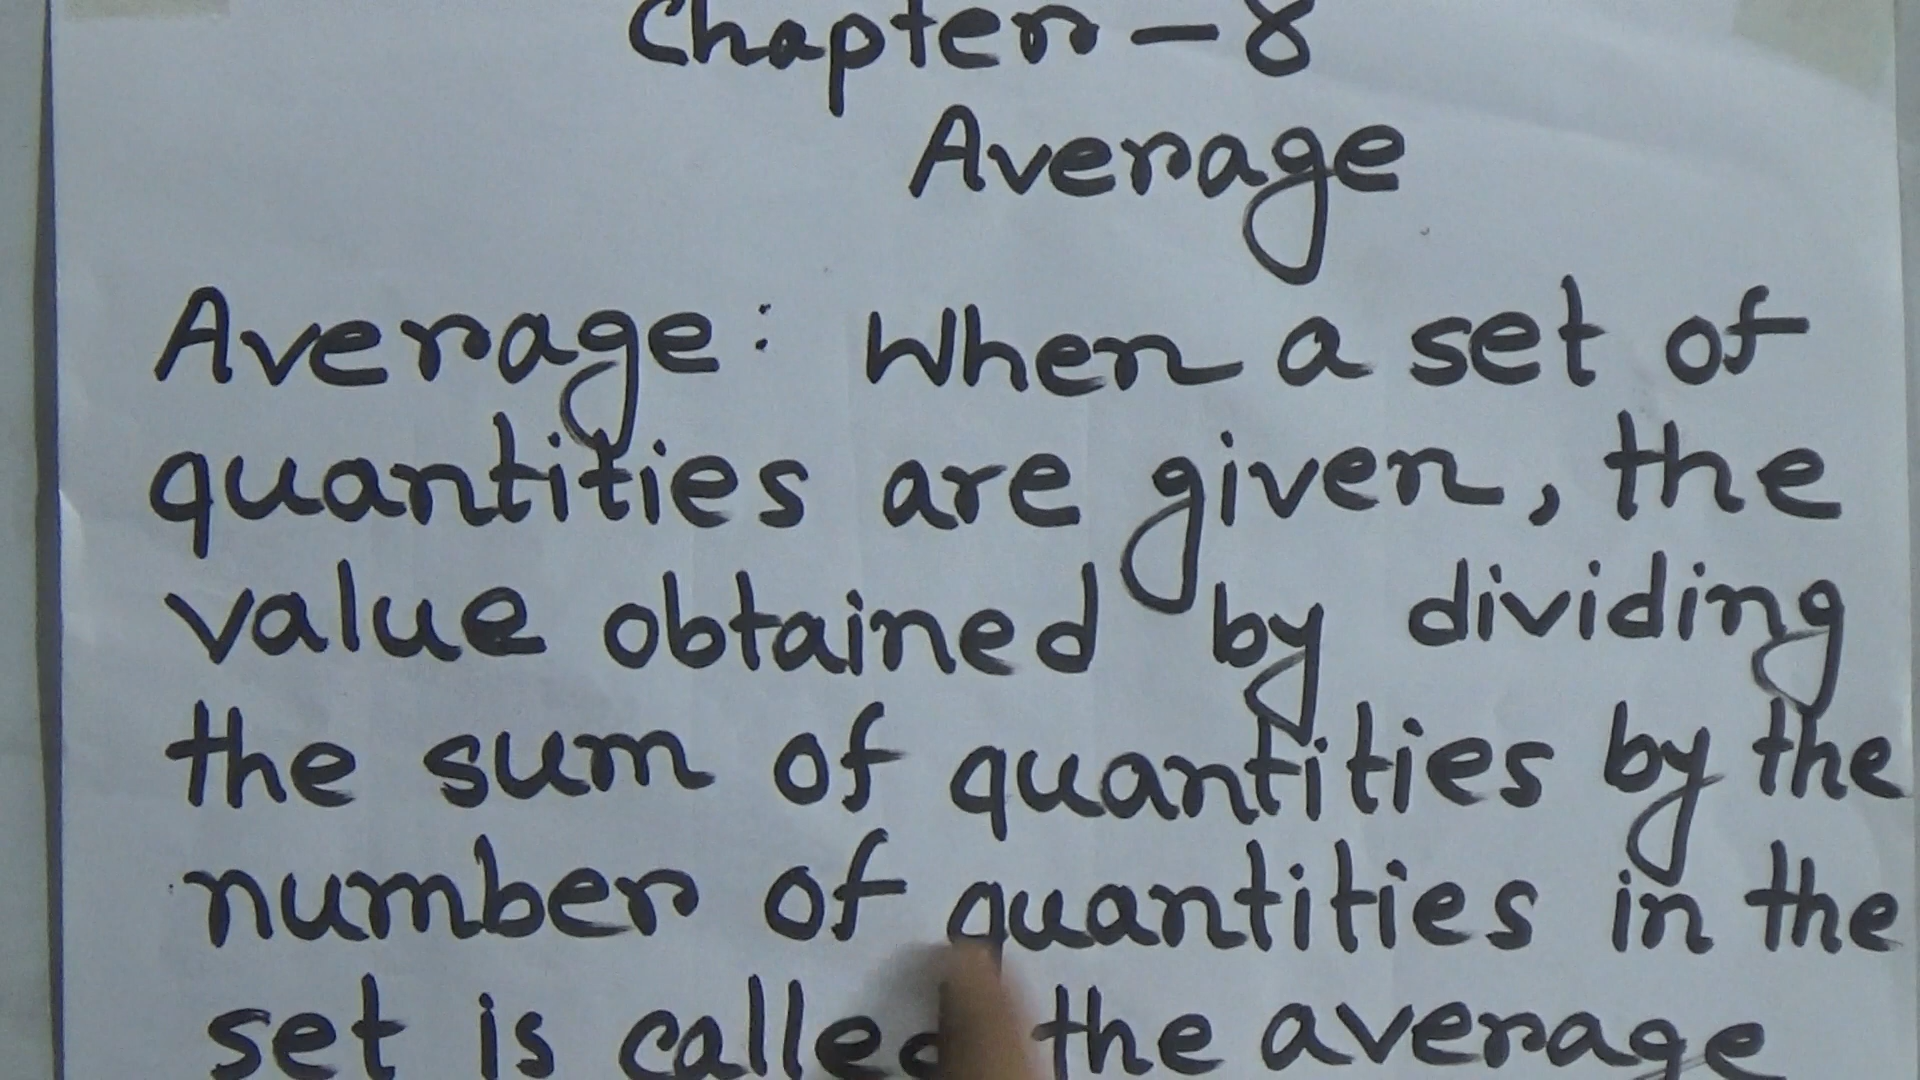 Chapter - 8
Average
Average: When a set of
quantities are given, the
value obtained by dividing
the sum of quantities by the
number of quantities in the
set is called the average